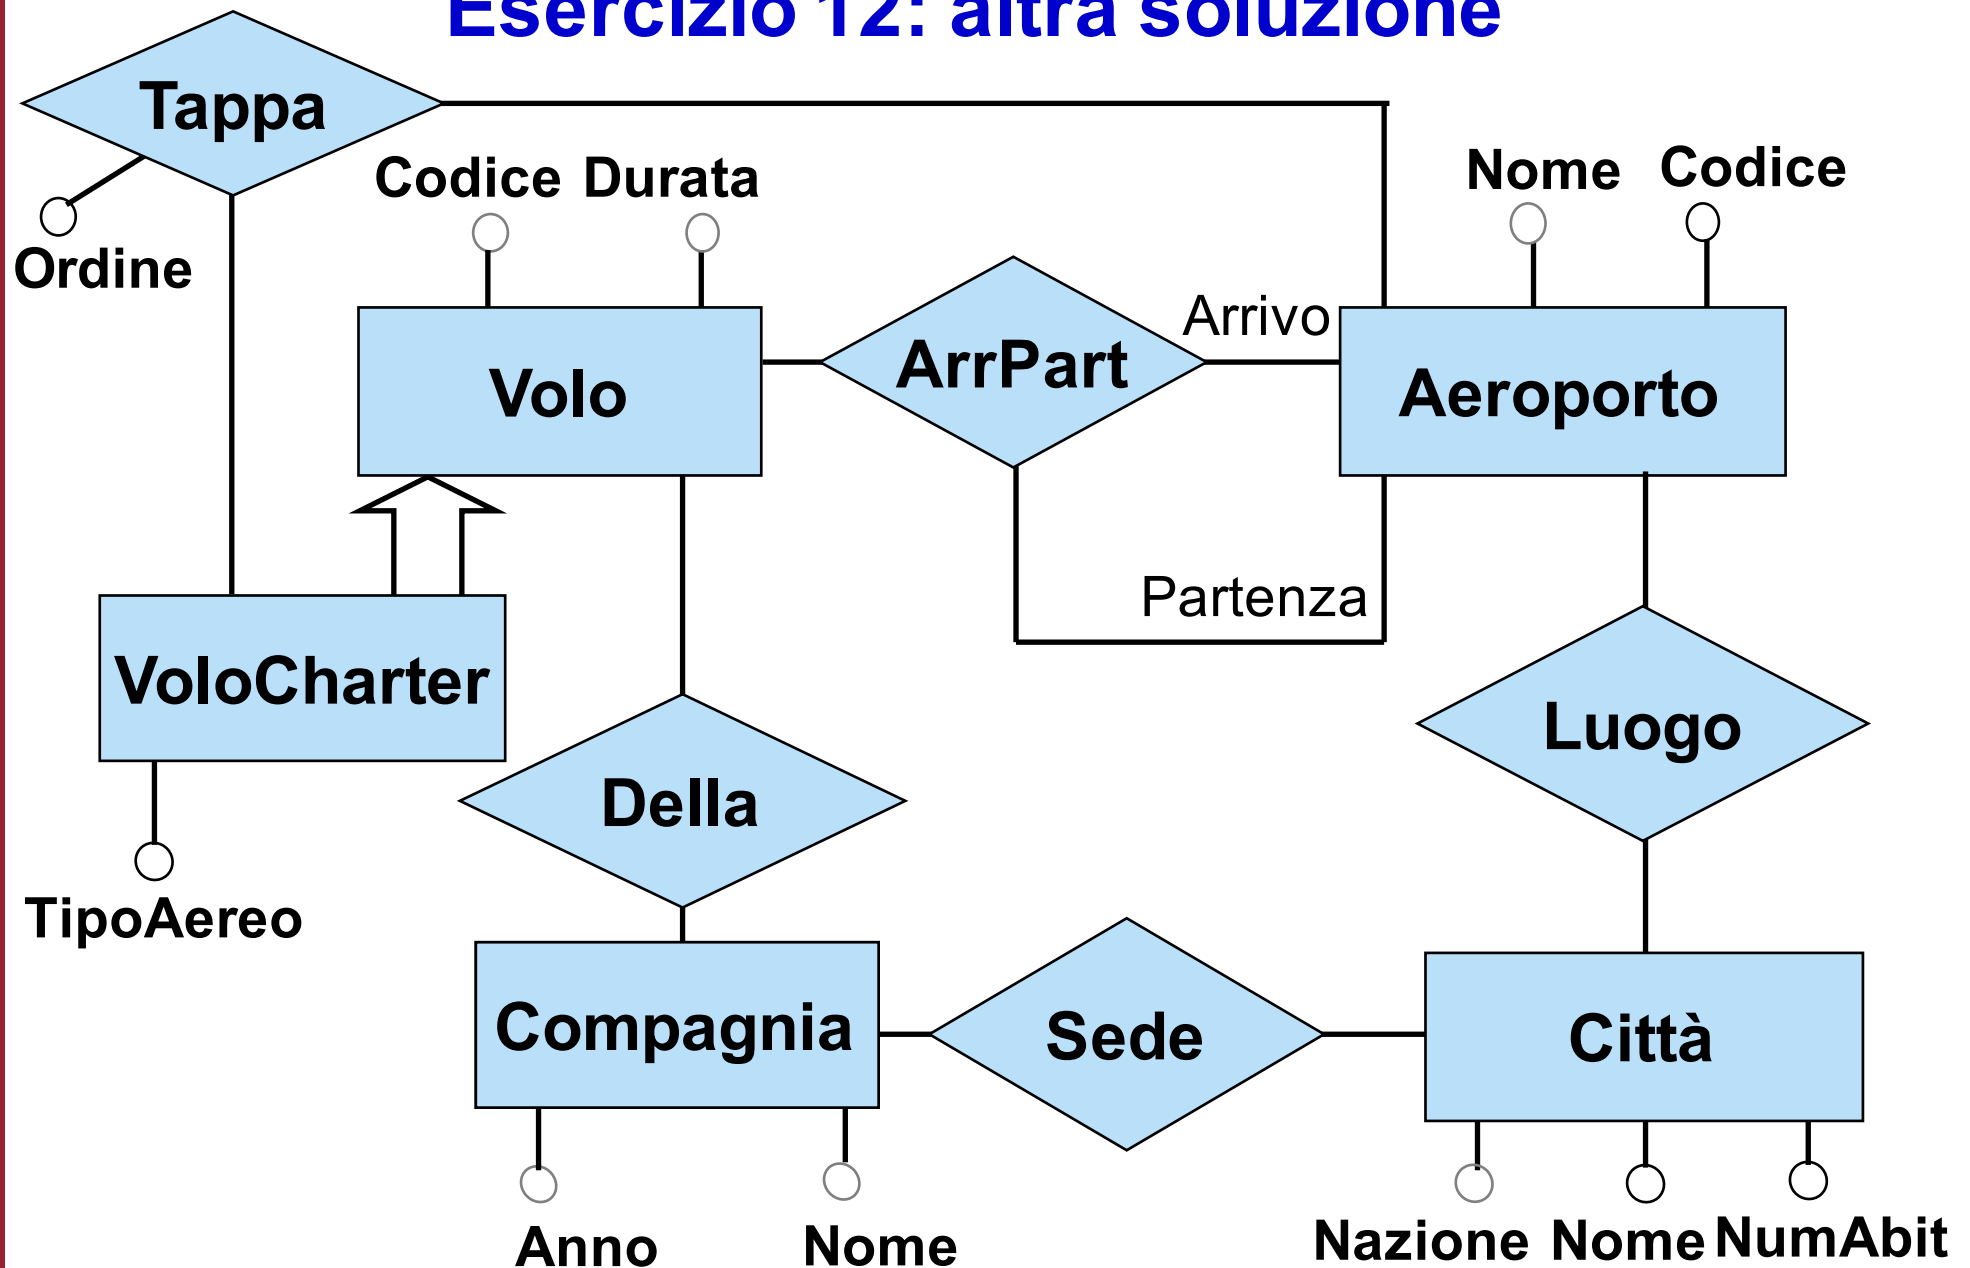 Esercizio 12: altra soluzione
Tappa
Ordine
Codice Durata
Nome Codice
Volo
ArrPart
Arrivo
Aeroporto
Partenza
VoloCharter
TipoAereo
Della
Luogo
Compagnia
Sede
Città
Anno
Nome
Nazione Nome NumAbit